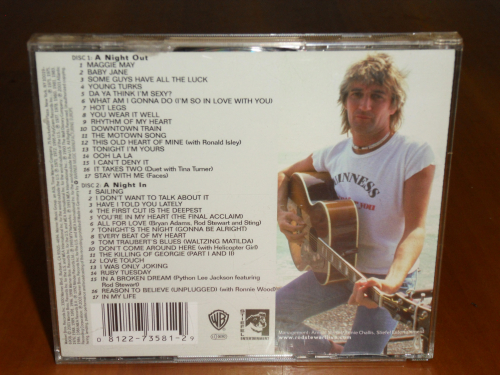 DISC 1: A Night Out
1 MAGGIE MAY
2 BABY JANE
3 SOME GUYS HAVE ALL THE LUCK
4 YOUNG TURKS
5 DA YA THINK I'M SEXY?
6 WHAT AM I GONNA DO (I'M SO IN LOVE WITH YOU)
7 HOT LEGS
8 YOU WEAR IT WELL
9 RHYTHM OF MY HEART
10 DOWNTOWN TRAIN
11 THE MOTOWN SONG
12 THIS OLD HEART OF MINE (with Ronald Isley)
13 TONIGHT I'M YOURS
14 OOH LA LA
15 I CAN'T DENY IT
16 IT TAKES TWO (Duet with Tina Turner)
17 STAY WITH ME (Faces)
DISC 2: A Night In
1 SAILING
2 I DON'T WANT TO TALK ABOUT IT
3 HAVE I TOLD YOU LATELY
4 THE FIRST CUT IS THE DEEPEST
5 YOU'RE IN MY HEART (THE FINAL ACCLAIM)
6 ALL FOR LOVE (Bryan Adams, Rod Stewart and Sting)
7 TONIGHT'S THE NIGHT (GONNA BE ALRIGHT)
8 EVERY BEAT OF MY HEART
9 TOM TRAUBERT'S BLUES (WALTZING MATILDA)
10 DON'T COME AROUND HERE (with Helicopter Girl)
11 THE KILLING OF GEORGIE (PART I AND II)
12 LOVE TOUCH
13 I WAS ONLY JOKING
14 RUBY TUESDAY
15 IN A BROKEN DREAM (Python Lee Jackson featuring
Rod Stewart)
16 REASON TO BELIEVE (UNPLUGGED) (with Ronnie Wood)
17 IN MY LIFE
GUINNESS
YOU
0 81227-3581-2 9
WB
Management:
www.rodstewartlive.com